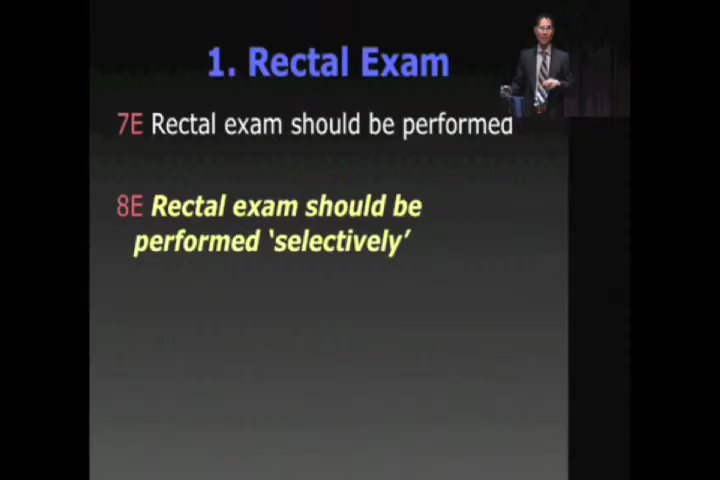 1. Rectal Exam
7E Rectal exam should be performed
8E Rectal exam should be
performed ‘selectively’